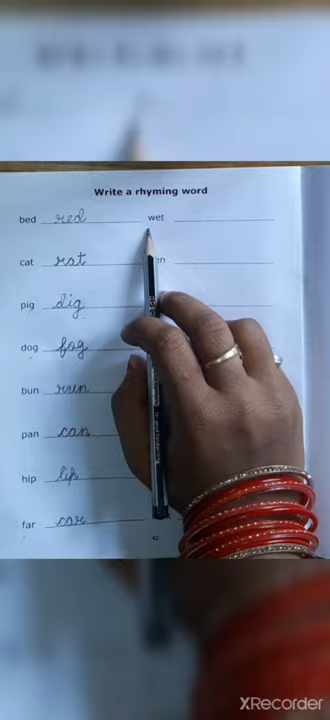 Write a rhyming word
bed red wet
cat rat
pig dig
dog fog
bun run
pan can
hip lip
far car
42
XRecorder